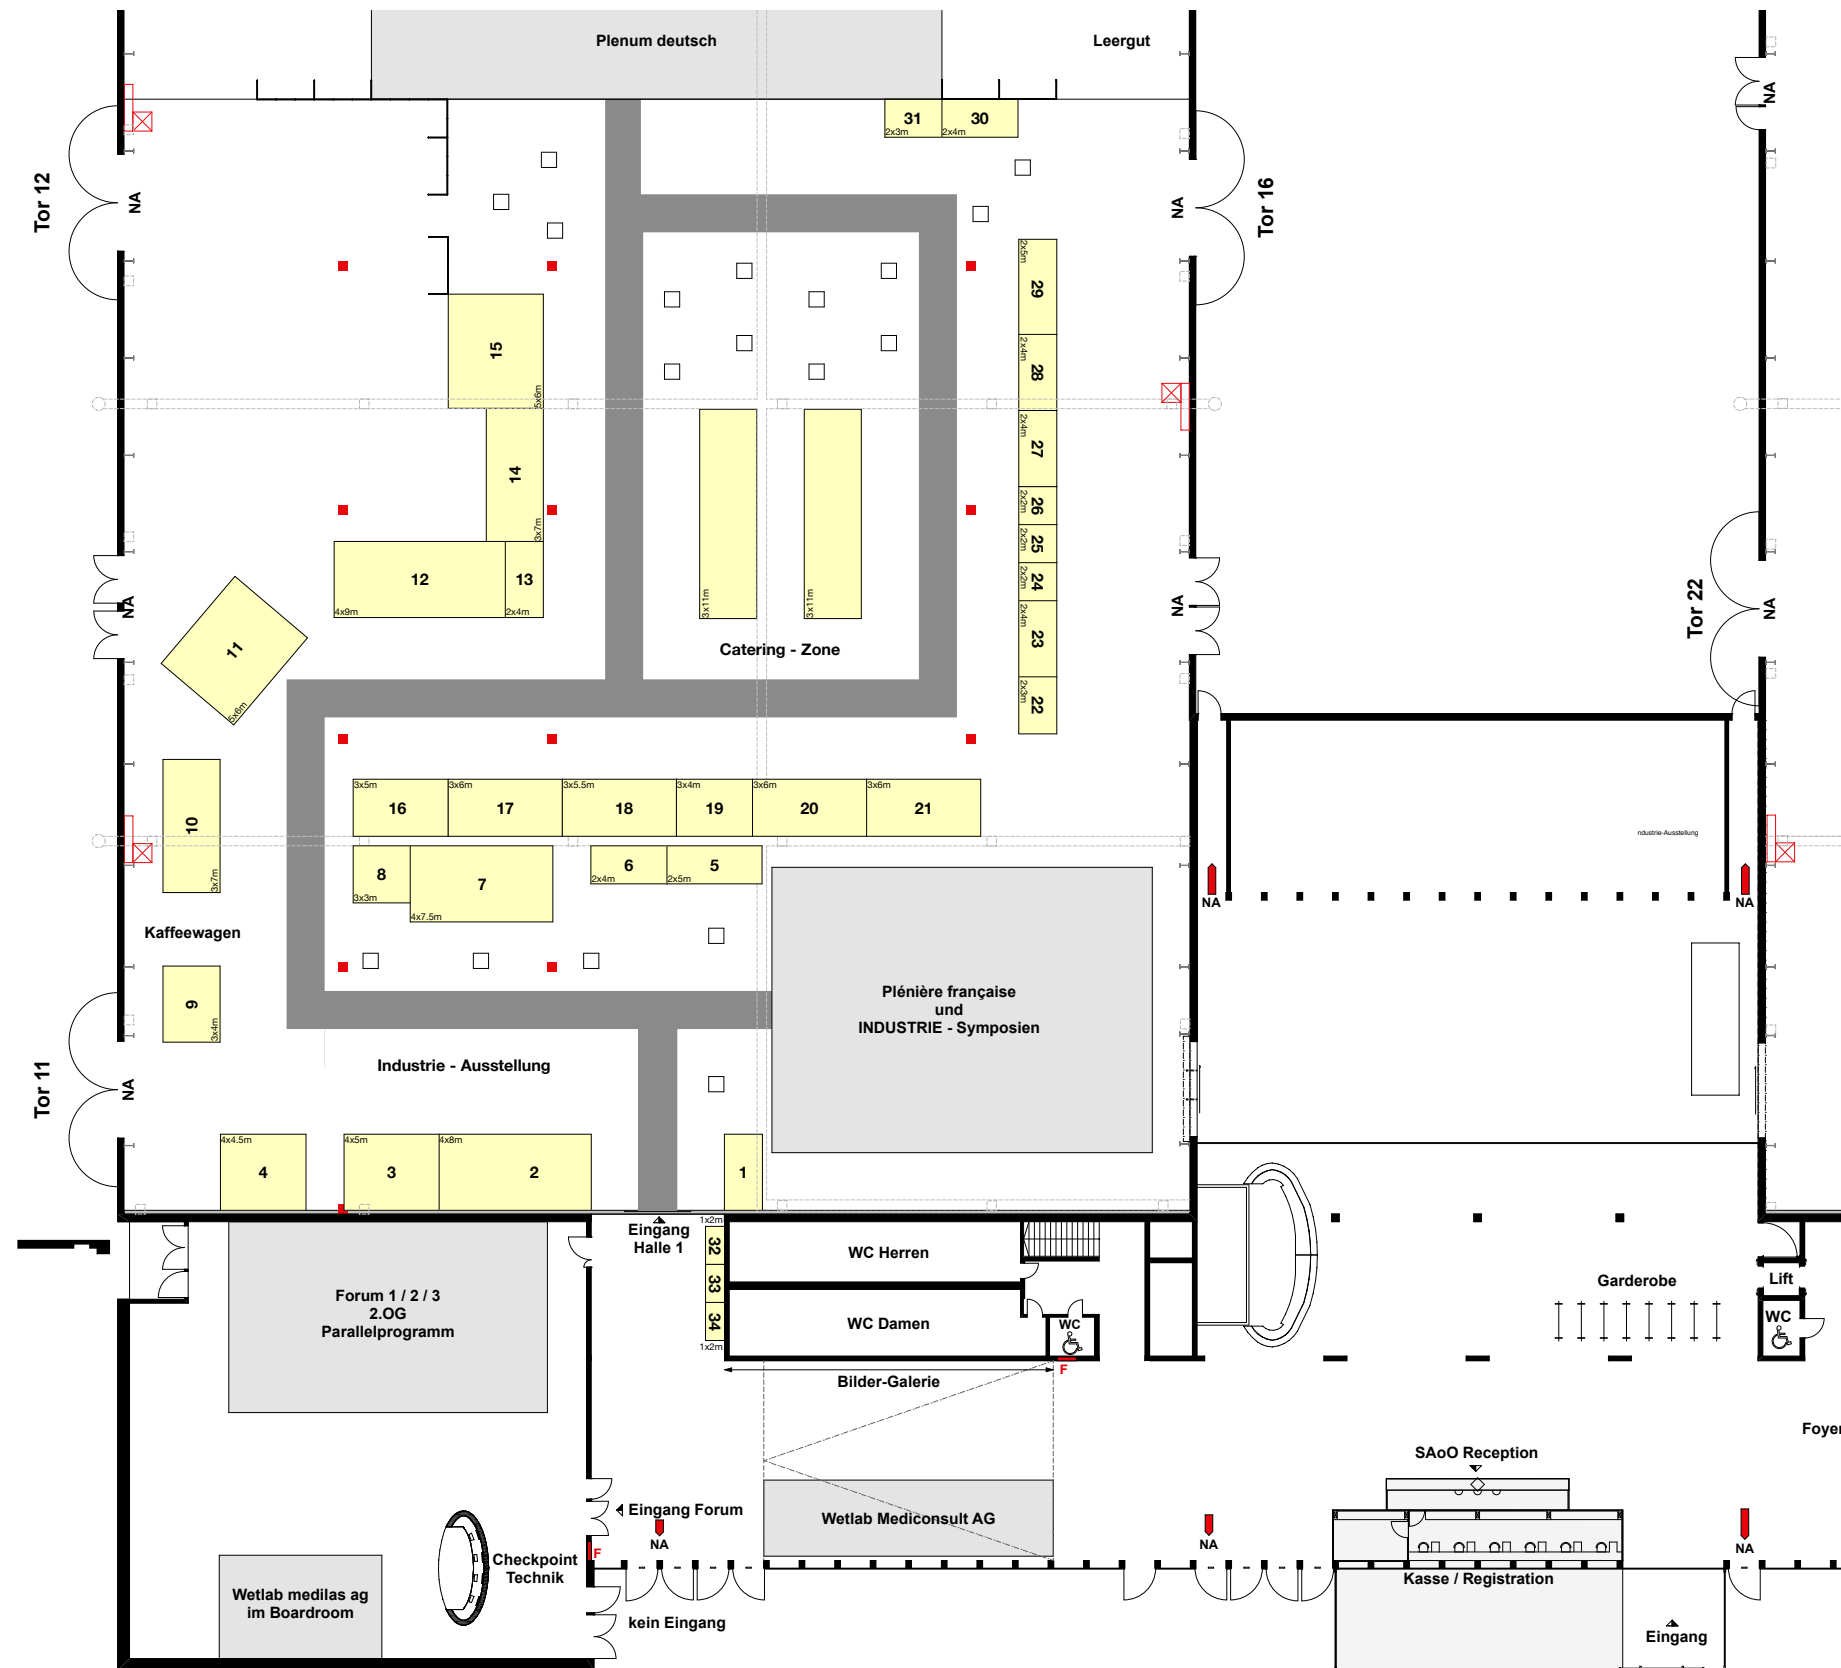 Plenum deutsch
Leergut
NA
31
2x3m
30
2x4m
Tor 12
NA
NA
Tor 16
2x5m
29
15
5x6m
2x4m
28
2x4m
27
14
3x7m
2x2m
26
2x2m
25
2x2m
24
12
4x9m
13
2x4m
3x11m
3x11m
NA
NA
Tor 22
NA
2x4m
23
11
5x6m
Catering - Zone
2x3m
22
3x5m
16
3x6m
17
3x5.5m
18
3x4m
19
3x6m
20
3x6m
21
10
3x7m
ndustrie-Ausstellung
8
3x3m
7
4x7.5m
6
2x4m
5
2x5m
NA
NA
Kaffeewagen
9
3x4m
Plénière française
und
INDUSTRIE - Symposien
Tor 11
NA
Industrie - Ausstellung
4x4.5m
4
4x5m
3
4x8m
2
1
1x2m
Eingang
Halle 1
32
33
34
1x2m
WC Herren
WC Damen
WC
Forum 1 / 2 / 3
2.OG
Parallelprogramm
Garderobe
Lift
WC
F
Bilder-Galerie
Foyer
SAoO Reception
Eingang Forum
NA
Wetlab Mediconsult AG
NA
NA
F
Checkpoint
Technik
Wetlab medilas ag
im Boardroom
kein Eingang
Kasse / Registration
Eingang